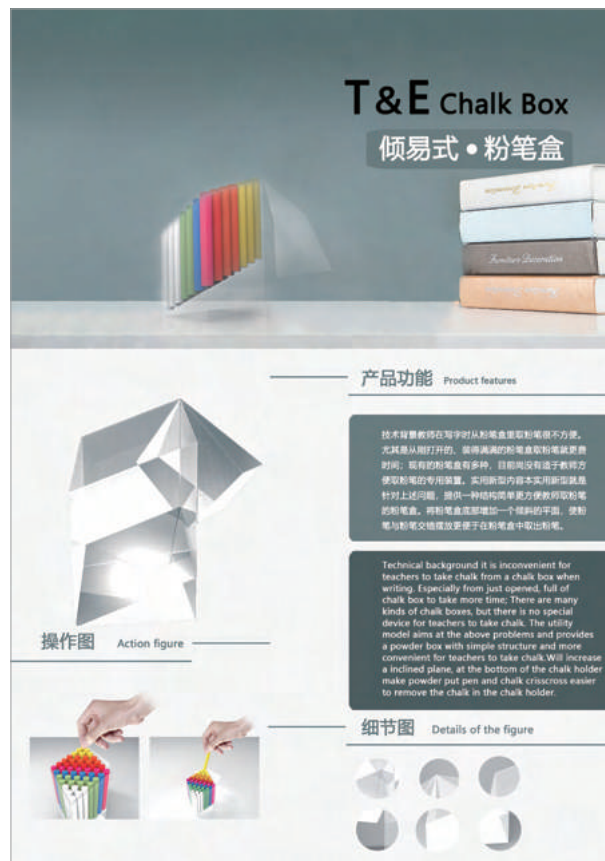 T & E Chalk Box
倾易式•粉笔盒
Furniture Decoration
产品功能 Product features
技术背景教师在写字时从粉笔盒里取粉笔很不方便。
尤其是从刚打开的、装得满满的粉笔盒取粉笔就更费
时间；现有的粉笔盒有多种，目前尚没有适于教师方
便取粉笔的专用装置。实用新型内容本实用新型就是
针对上述问题，提供一种结构简单更方便教师取粉笔
的粉笔盒。将粉笔盒底部增加一个倾斜的平面，使粉
笔与粉笔交错摆放更便于在粉笔盒中取出粉笔。
Technical background it is inconvenient for
teachers to take chalk from a chalk box when
writing. Especially from just opened, full of
chalk box to take more time; There are many
kinds of chalk boxes, but there is no special
device for teachers to take chalk. The utility
model aims at the above problems and provides
a powder box with simple structure and more
convenient for teachers to take chalk.Will increase
a inclined plane, at the bottom of the chalk holder
make powder put pen and chalk crisscross easier
to remove the chalk in the chalk holder.
操作图 Action figure
细节图 Details of the figure